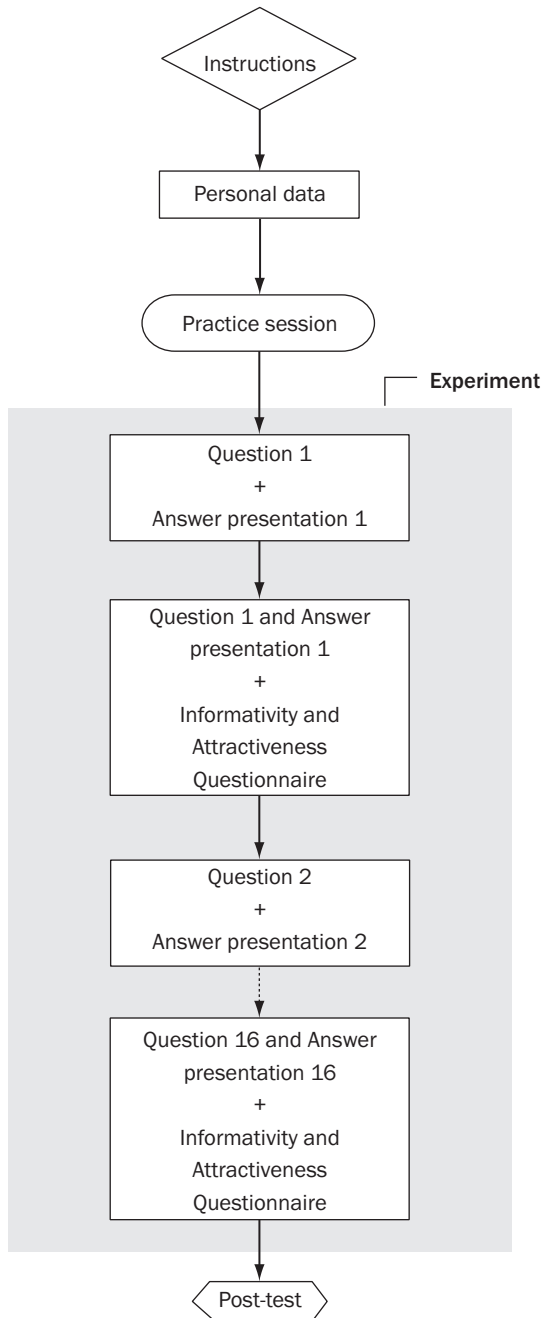 Instructions
Personal data
Practice session
Experiment
Question 1
+
Answer presentation 1
Question 1 and Answer
presentation 1
+
Informativity and
Attractiveness
Questionnaire
Question 2
+
Answer presentation 2
Question 16 and Answer
presentation 16
+
Informativity and
Attractiveness
Questionnaire
Post-test